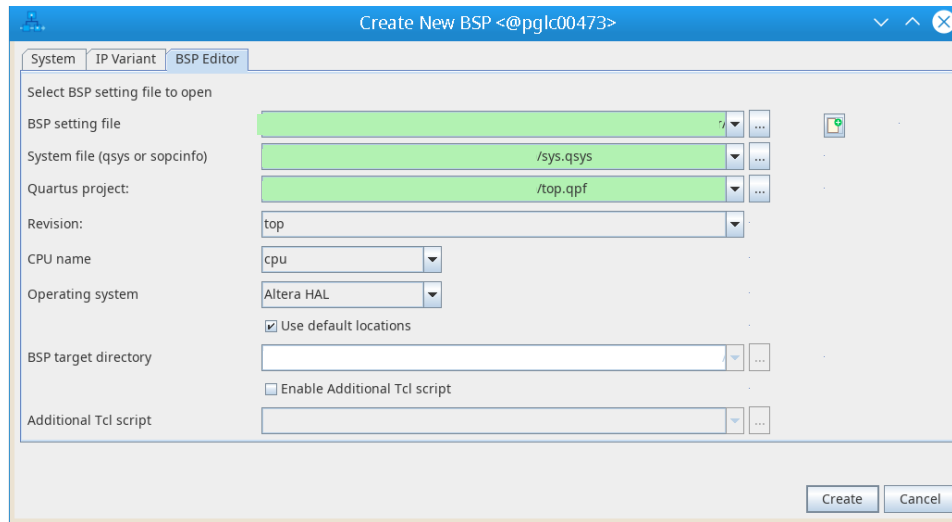 Create New BSP <@pglc00473>
System IP Variant BSP Editor
Select BSP setting file to open
BSP setting file / ...
System file (qsys or sopcinfo) /sys.qsys ...
Quartus project: /top.qpf ...
Revision: top
CPU name cpu
Operating system Altera HAL
Use default locations
BSP target directory / ...
Enable Additional Tcl script
Additional Tcl script ...
Create Cancel